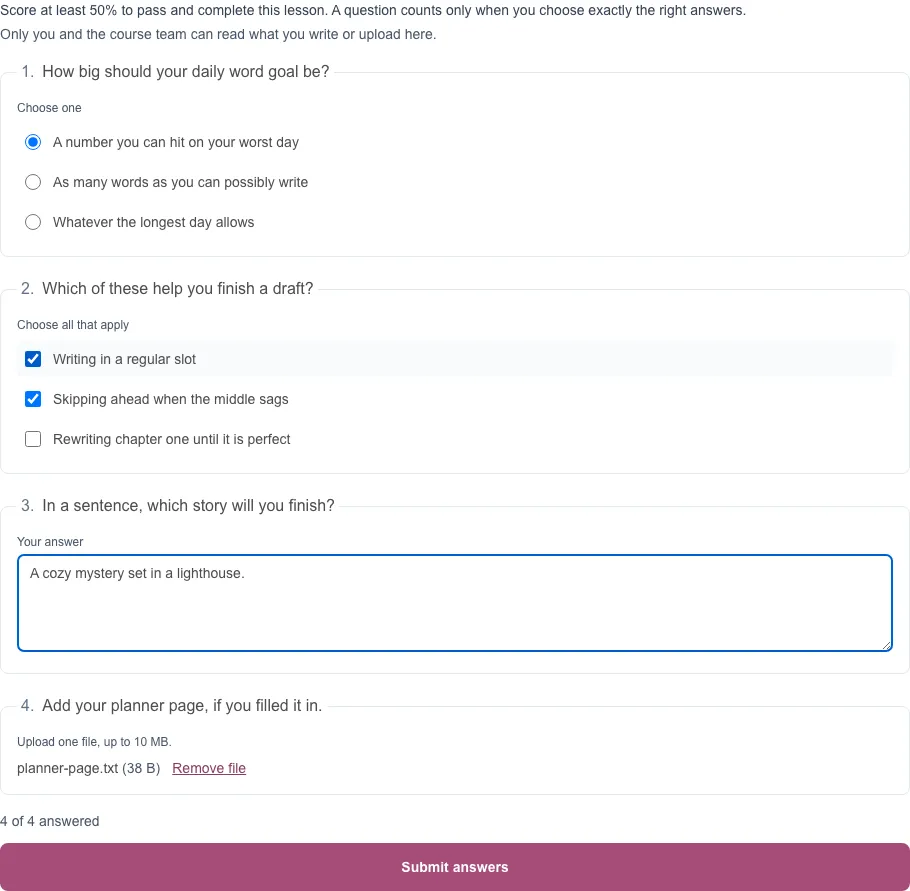 Score at least 50% to pass and complete this lesson. A question counts only when you choose exactly the right answers.
Only you and the course team can read what you write or upload here.
1. How big should your daily word goal be?
Choose one
A number you can hit on your worst day
As many words as you can possibly write
Whatever the longest day allows
2. Which of these help you finish a draft?
Choose all that apply
Writing in a regular slot
Skipping ahead when the middle sags
Rewriting chapter one until it is perfect
3. In a sentence, which story will you finish?
Your answer
A cozy mystery set in a lighthouse.
4. Add your planner page, if you filled it in.
Upload one file, up to 10 MB.
planner-page.txt (38 B) Remove file
4 of 4 answered
Submit answers